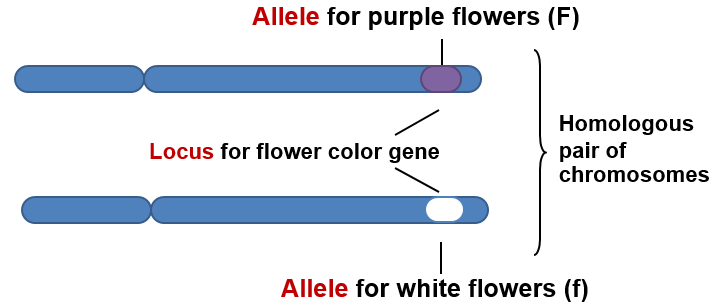 Allele for purple flowers (F)
Locus for flower color gene
Homologous
pair of
chromosomes
Allele for white flowers (f)